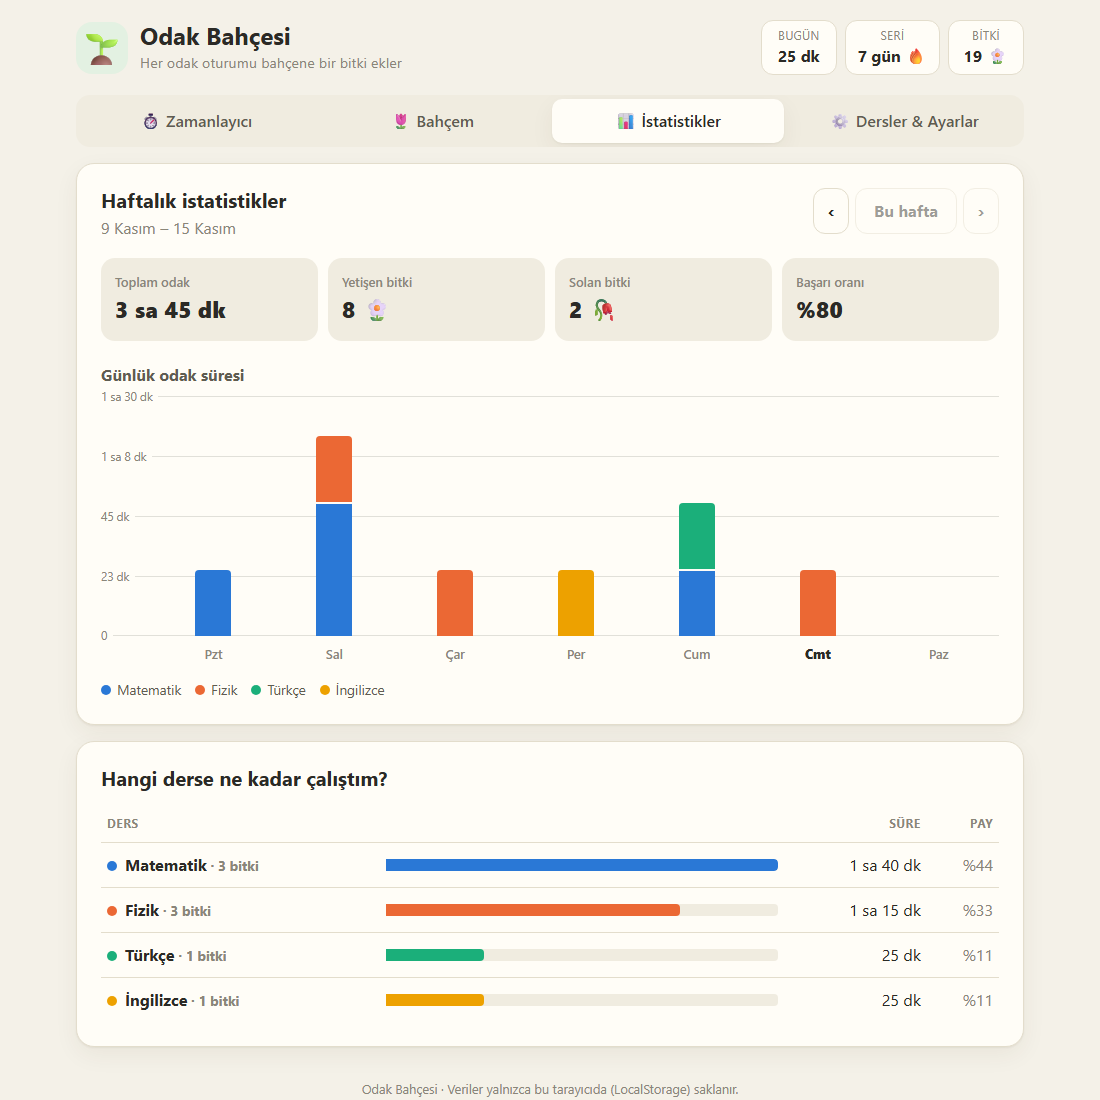 Odak Bahçesi
Her odak oturumu bahçene bir bitki ekler
BUGÜN
25 dk
SERİ
7 gün
BİTKİ
19
Zamanlayıcı
Bahçem
İstatistikler
Dersler & Ayarlar
Haftalık istatistikler
9 Kasım – 15 Kasım
‹
Bu hafta
›
Toplam odak
3 sa 45 dk
Yetişen bitki
8
Solan bitki
2
Başarı oranı
%80
Günlük odak süresi
1 sa 30 dk
1 sa 8 dk
45 dk
23 dk
0
Pzt Sal Çar Per Cum Cmt Paz
Matematik Fizik Türkçe İngilizce
Hangi derse ne kadar çalıştım?
DERS SÜRE PAY
Matematik · 3 bitki 1 sa 40 dk %44
Fizik · 3 bitki 1 sa 15 dk %33
Türkçe · 1 bitki 25 dk %11
İngilizce · 1 bitki 25 dk %11
Odak Bahçesi · Veriler yalnızca bu tarayıcıda (LocalStorage) saklanır.